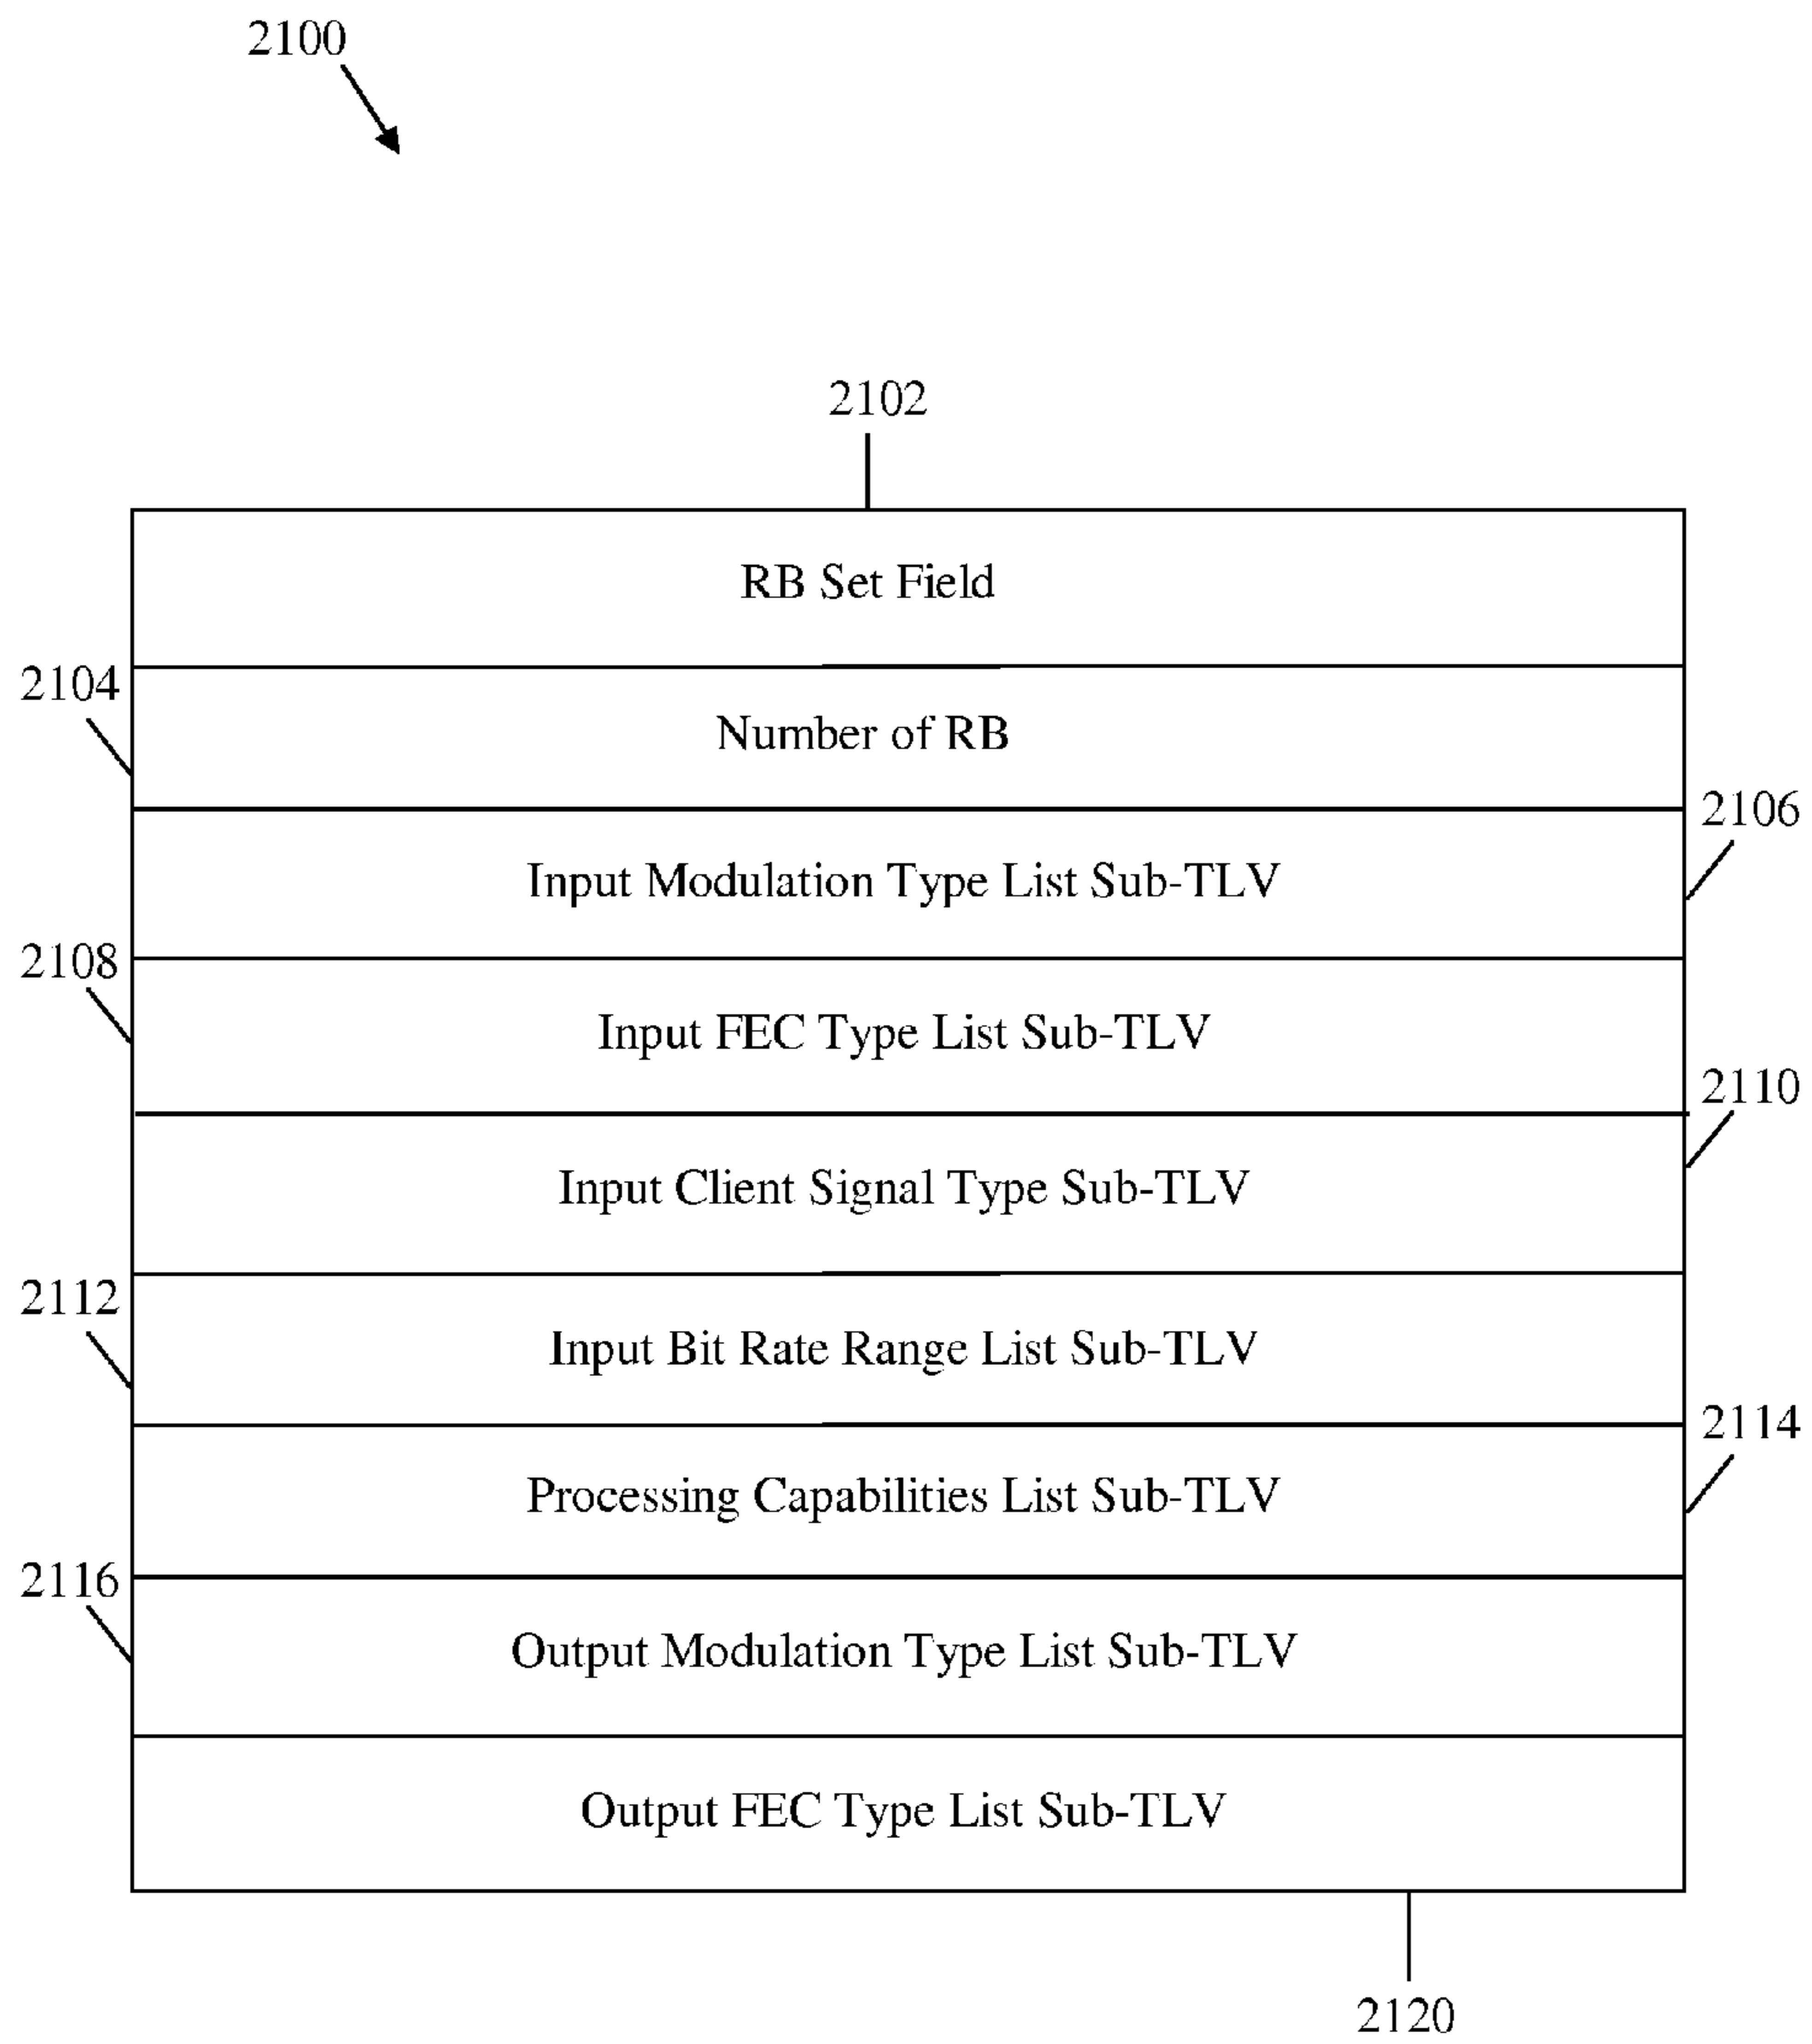 2100
2102
RB Set Field
2104
Number of RB
2106
Input Modulation Type List Sub-TLV
2108
Input FEC Type List Sub-TLV
2110
Input Client Signal Type Sub-TLV
2112
Input Bit Rate Range List Sub-TLV
2114
Processing Capabilities List Sub-TLV
2116
Output Modulation Type List Sub-TLV
Output FEC Type List Sub-TLV
2120